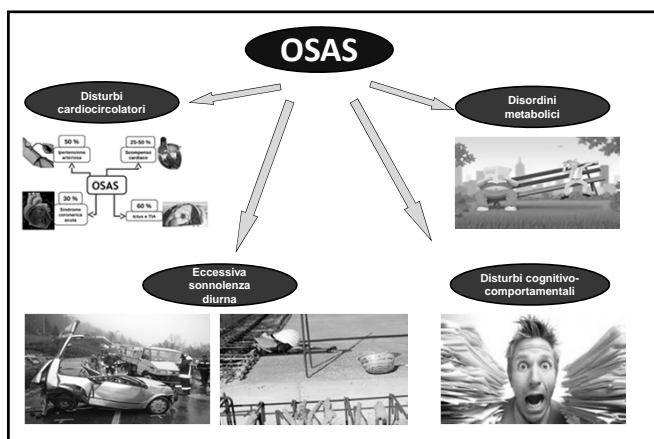 OSAS
Disturbi
cardiocircolatori
Disordini
metabolici
50 %
Ipertensione
arteriosa
25-50 %
Scompenso
cardiaco
OSAS
30 %
Sindrome
coronarica
acuta
60 %
Ictus e TIA
Eccessiva
sonnolenza
diurna
Disturbi cognitivo-
comportamentali